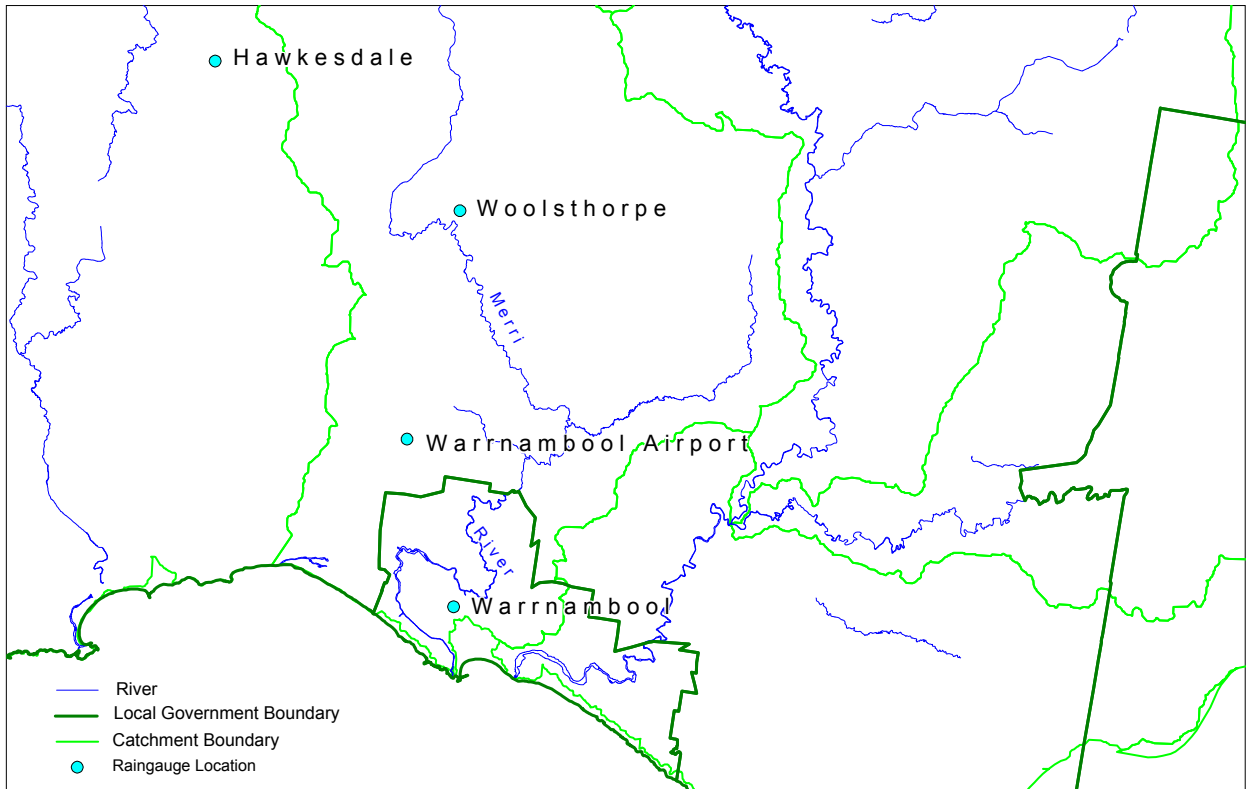 Hawkesdale
Woolsthorpe
Merri
Warrnambool Airport
River
Warrnambool
River
Local Government Boundary
Catchment Boundary
Raingauge Location